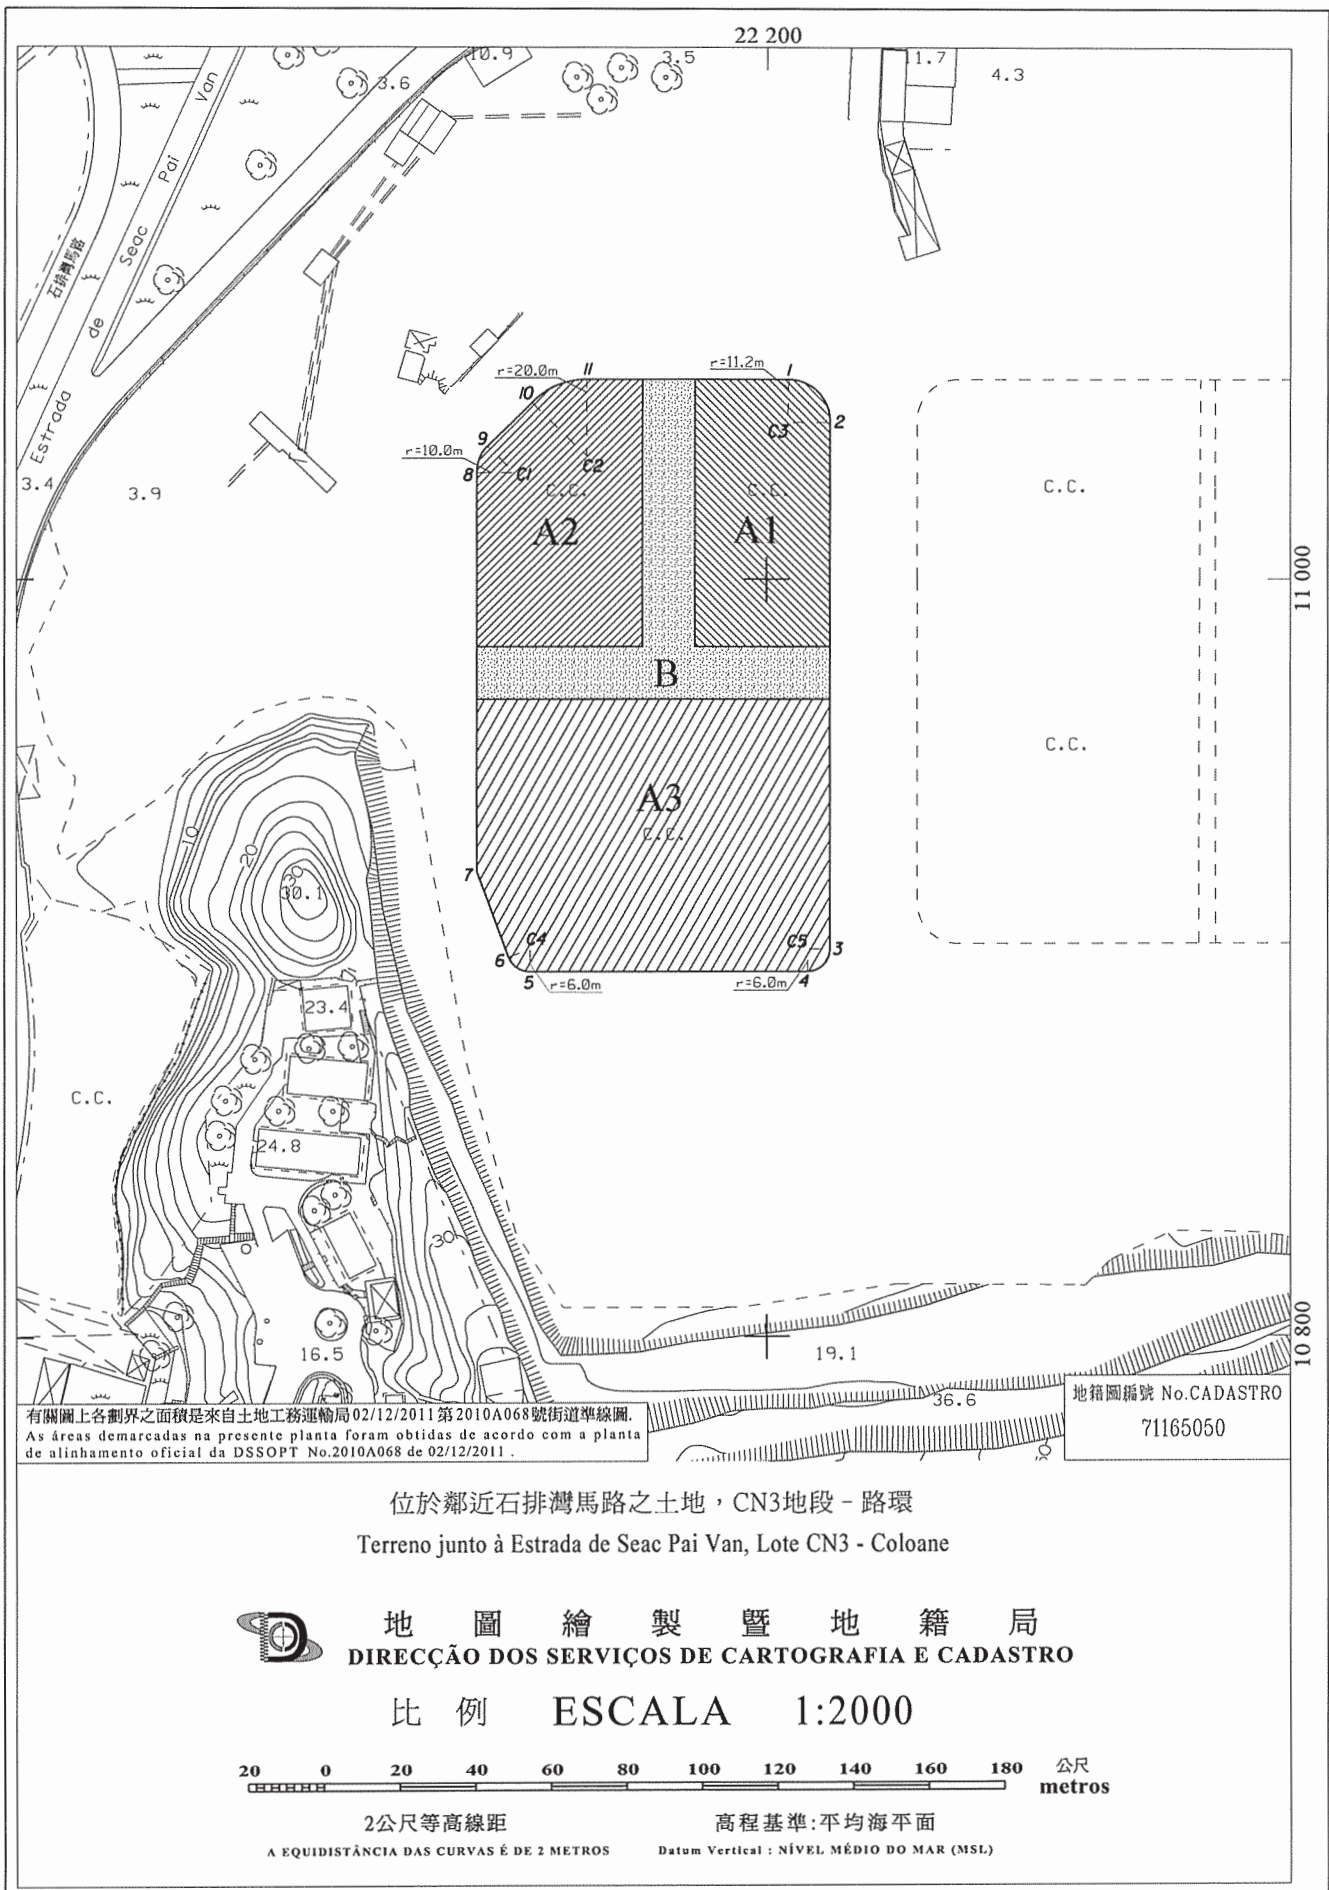 22 200
10.9
3.5
11.7
4.3
3.6
Estrada de Seac Pai Van
石排灣馬路
r=20.0m
11
r=11.2m
1
10
9
C3
2
r=10.0m
8
C1
C2
C.C.
C.C.
C.C.
3.4
3.9
A2
A1
11 000
B
C.C.
A3
C.C.
10
20
30
30.1
7
C4
C5
3
6
5
r=6.0m
r=6.0m
4
23.4
C.C.
24.8
30
16.5
19.1
10 800
36.6
地籍圖編號 No.CADASTRO
71165050
有關圖上各劃界之面積是來自土地工務運輸局02/12/2011第2010A068號街道準線圖.
As áreas demarcadas na presente planta foram obtidas de acordo com a planta
de alinhamento oficial da DSSOPT No.2010A068 de 02/12/2011 .
位於鄰近石排灣馬路之土地，CN3地段 - 路環
Terreno junto à Estrada de Seac Pai Van, Lote CN3 - Coloane
地圖繪製暨地籍局
DIRECÇÃO DOS SERVIÇOS DE CARTOGRAFIA E CADASTRO
比例 ESCALA 1:2000
20 0 20 40 60 80 100 120 140 160 180 公尺
metros
2公尺等高線距 高程基準:平均海平面
A EQUIDISTÂNCIA DAS CURVAS É DE 2 METROS Datum Vertical : NÍVEL MÉDIO DO MAR (MSL)